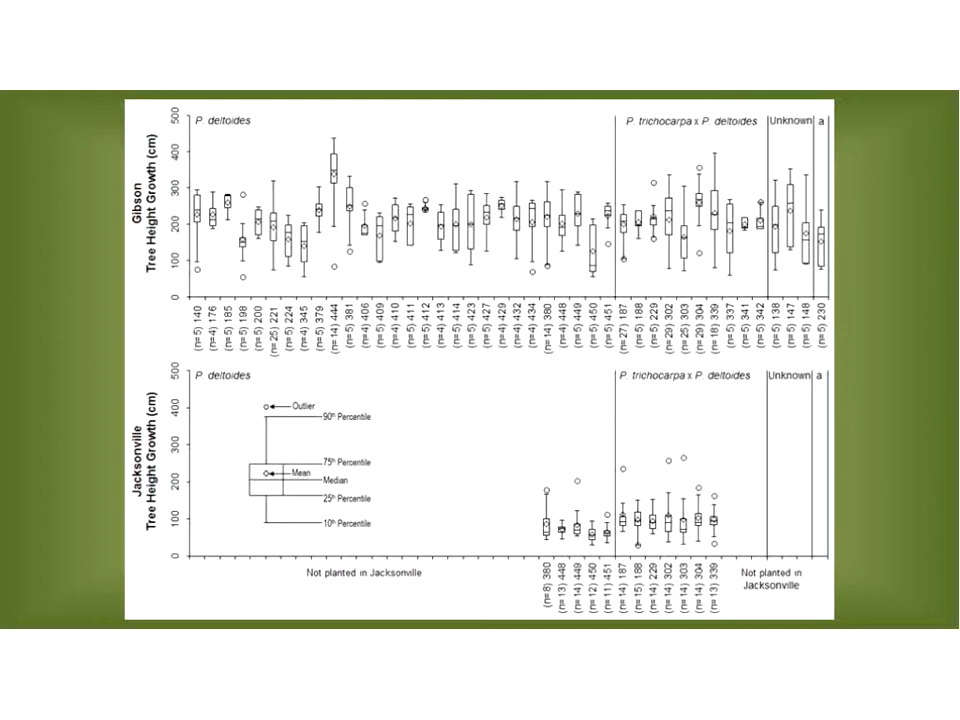 P. deltoides
P. trichocarpa x P. deltoides
Unknown
a
Gibson
Tree Height Growth (cm)
500
400
300
200
100
0
(n=5) 140
(n=4) 176
(n=5) 185
(n=5) 198
(n=5) 200
(n=25) 221
(n=5) 224
(n=4) 345
(n=5) 379
(n=14) 444
(n=5) 381
(n=4) 406
(n=5) 409
(n=4) 410
(n=5) 411
(n=5) 412
(n=4) 413
(n=5) 414
(n=5) 423
(n=5) 427
(n=4) 429
(n=4) 432
(n=4) 434
(n=14) 380
(n=4) 448
(n=5) 449
(n=5) 450
(n=5) 451
(n=27) 187
(n=5) 188
(n=5) 229
(n=29) 302
(n=25) 303
(n=29) 304
(n=18) 339
(n=5) 337
(n=5) 341
(n=5) 342
(n=5) 138
(n=5) 147
(n=5) 148
(n=5) 230
P. deltoides
P. trichocarpa x P. deltoides
Unknown
a
Jacksonville
Tree Height Growth (cm)
500
400
300
200
100
0
Outlier
90th Percentile
75th Percentile
Mean
Median
25th Percentile
10th Percentile
Not planted in Jacksonville
(n=8) 380
(n=13) 448
(n=14) 449
(n=12) 450
(n=11) 451
(n=14) 187
(n=15) 188
(n=14) 229
(n=14) 302
(n=14) 303
(n=14) 304
(n=13) 339
Not planted in
Jacksonville